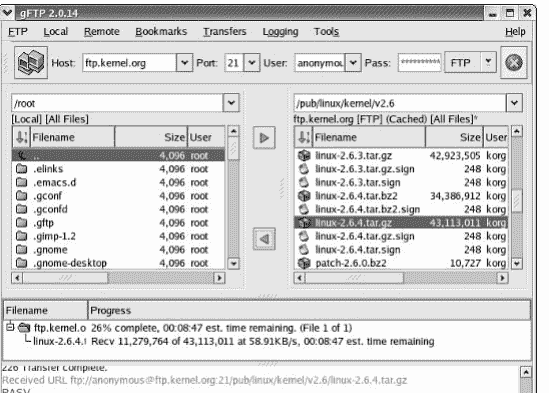 gFTP 2.0.14
FTP Local Remote Bookmarks Transfers Logging Tools Help
Host: ftp.kernel.org Port: 21 User: anonymou Pass: ********** FTP
/root
[Local] [All Files]
Filename Size User
.. 4,096 root
.elinks 4,096 root
.emacs.d 4,096 root
.gconf 4,096 root
.gconfd 4,096 root
.gftp 4,096 root
.gimp-1.2 4,096 root
.gnome 4,096 root
.gnome-desktop 4,096 root
/pub/linux/kernel/v2.6
ftp.kernel.org [FTP] (Cached) [All Files]*
Filename Size User
linux-2.6.3.tar.gz 42,923,505 korg
linux-2.6.3.tar.gz.sign 248 korg
linux-2.6.3.tar.sign 248 korg
linux-2.6.4.tar.bz2 34,386,912 korg
linux-2.6.4.tar.bz2.sign 248 korg
linux-2.6.4.tar.gz 43,113,011 korg
linux-2.6.4.tar.gz.sign 248 korg
linux-2.6.4.tar.sign 248 korg
patch-2.6.0.bz2 10,727 korg
Filename Progress
ftp.kernel.o 26% complete, 00:08:47 est. time remaining. (File 1 of 1)
linux-2.6.4.t Recv 11,279,764 of 43,113,011 at 58.91KB/s, 00:08:47 est. time remaining
226 Transfer complete.
Received URL ftp://anonymous@ftp.kernel.org:21/pub/linux/kernel/v2.6/linux-2.6.4.tar.gz
PASV